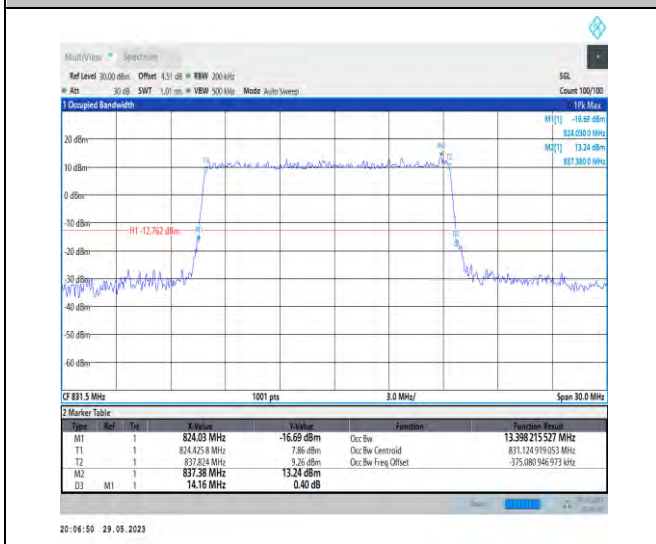 MultiView Spectrum
Ref Level 30.00 dBm Offset 4.51 dB RBW 200 kHz SGL
Att 30 dB SWT 1.01 ms VBW 500 kHz Mode Auto Sweep Count 100/100
1 Occupied Bandwidth 1Pk Max
M1[1] -16.69 dBm
824.0300 MHz
M2[1] 13.24 dBm
837.3800 MHz
20 dBm
M2
T1 T2
10 dBm
0 dBm
-10 dBm
H1 -12.762 dBm
M1
D3
-20 dBm
-30 dBm
-40 dBm
-50 dBm
-60 dBm
CF 831.5 MHz 1001 pts 3.0 MHz/ Span 30.0 MHz
2 Marker Table
Type Ref Trc X-Value Y-Value Function Function Result
M1 1 824.03 MHz -16.69 dBm Occ Bw 13.398 215 527 MHz
T1 1 824.425 8 MHz 7.86 dBm Occ Bw Centroid 831.124 919 053 MHz
T2 1 837.824 MHz 9.26 dBm Occ Bw Freq Offset -375.080 946 973 kHz
M2 1 837.38 MHz 13.24 dBm
D3 M1 1 14.16 MHz 0.40 dB
20:06:50 29.05.2023